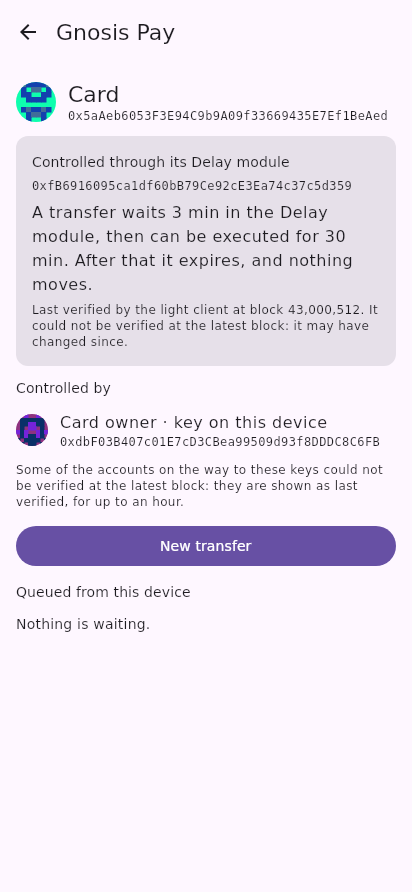 Gnosis Pay
Card
0x5aAeb6053F3E94C9b9A09f33669435E7Ef1BeAed
Controlled through its Delay module
0xfB6916095ca1df60bB79Ce92cE3Ea74c37c5d359
A transfer waits 3 min in the Delay
module, then can be executed for 30
min. After that it expires, and nothing
moves.
Last verified by the light client at block 43,000,512. It
could not be verified at the latest block: it may have
changed since.
Controlled by
Card owner · key on this device
0xdbF03B407c01E7cD3CBea99509d93f8DDDC8C6FB
Some of the accounts on the way to these keys could not
be verified at the latest block: they are shown as last
verified, for up to an hour.
New transfer
Queued from this device
Nothing is waiting.